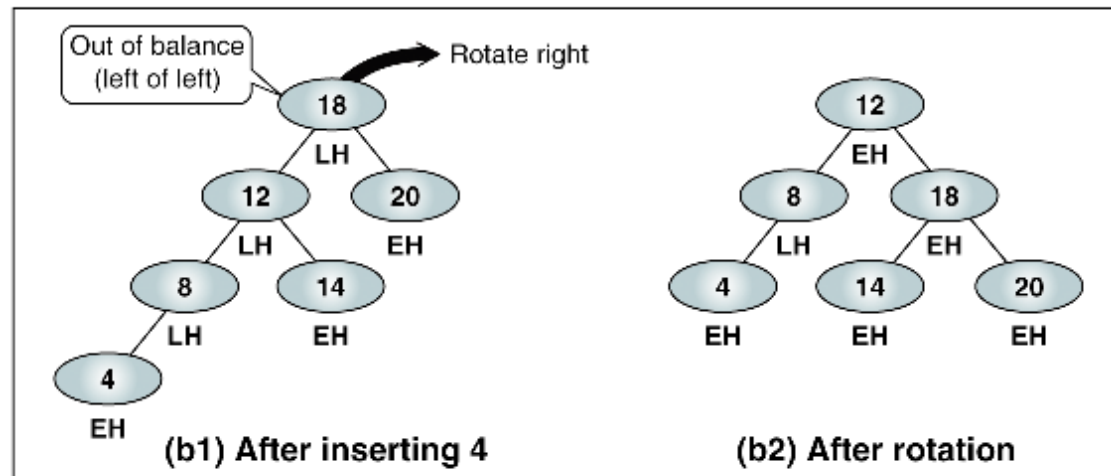 Out of balance
(left of left)
Rotate right
18
LH
12
LH
20
EH
8
LH
14
EH
4
EH
(b1) After inserting 4
12
EH
8
LH
18
EH
4
EH
14
EH
20
EH
(b2) After rotation